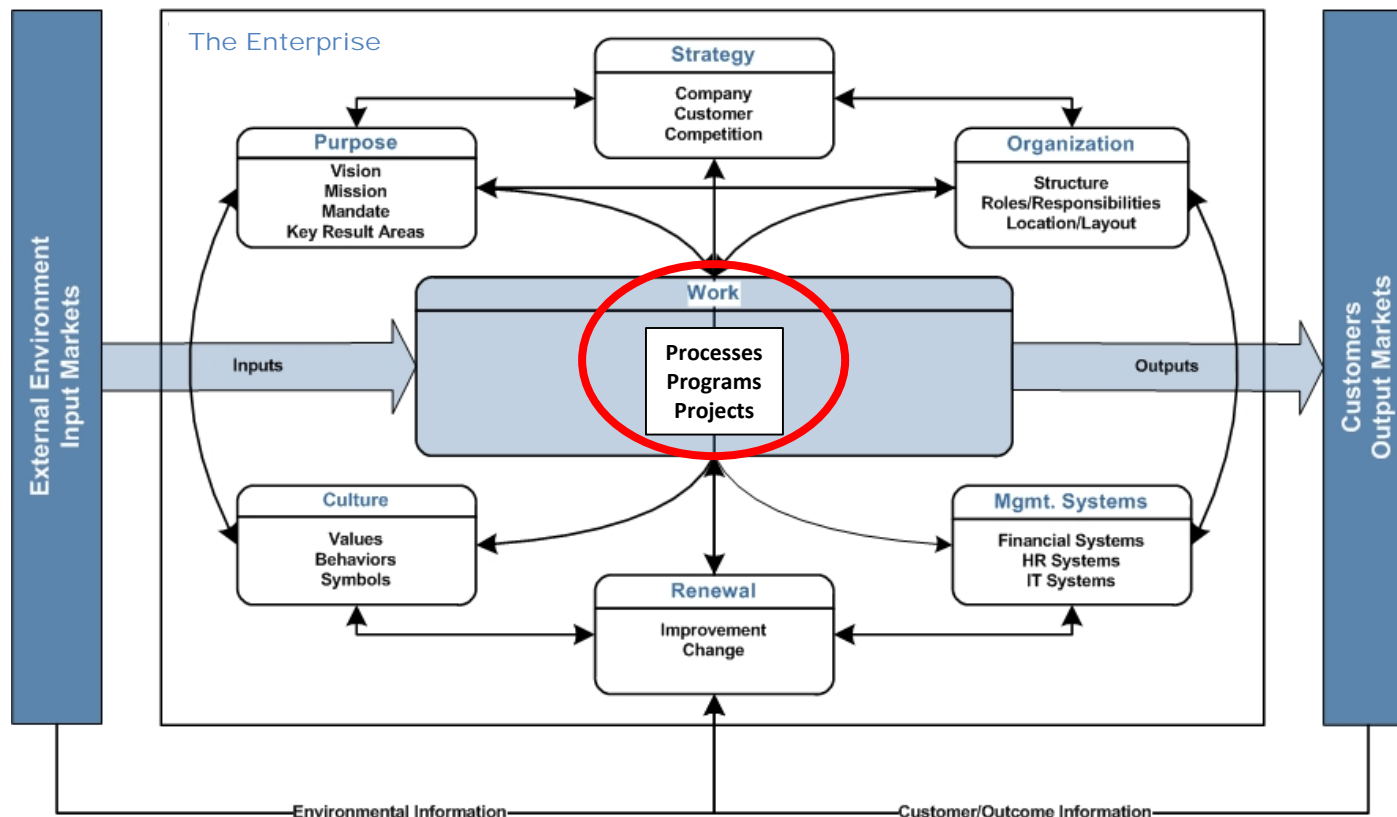 The Enterprise
Strategy
Company
Customer
Competition
Purpose
Vision
Mission
Mandate
Key Result Areas
Organization
Structure
Roles/Responsibilities
Location/Layout
External Environment
Input Markets
Inputs
Work
Processes
Programs
Projects
Outputs
Customers
Output Markets
Culture
Values
Behaviors
Symbols
Renewal
Improvement
Change
Mgmt. Systems
Financial Systems
HR Systems
IT Systems
Environmental Information
Customer/Outcome Information